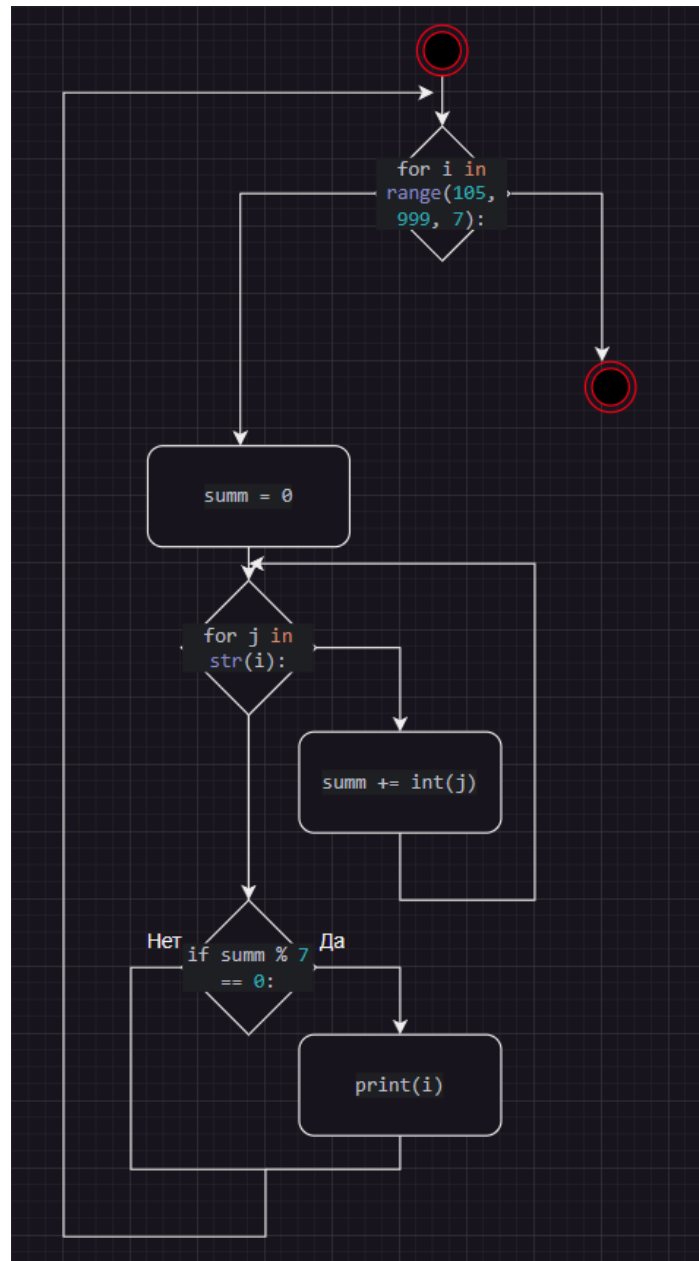 for i in
range(105,
999, 7):
summ = 0
for j in
str(i):
summ += int(j)
Нет
Да
if summ % 7
== 0:
print(i)